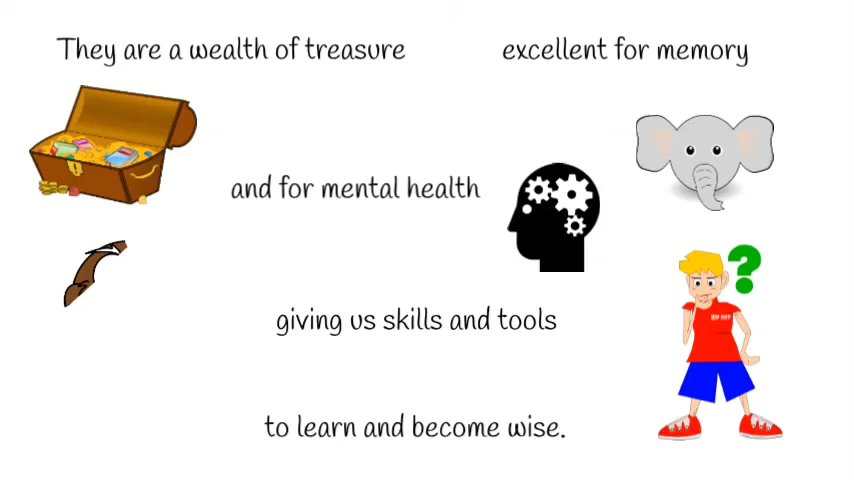 They are a wealth of treasure
excellent for memory
and for mental health
giving us skills and tools
to learn and become wise.
?